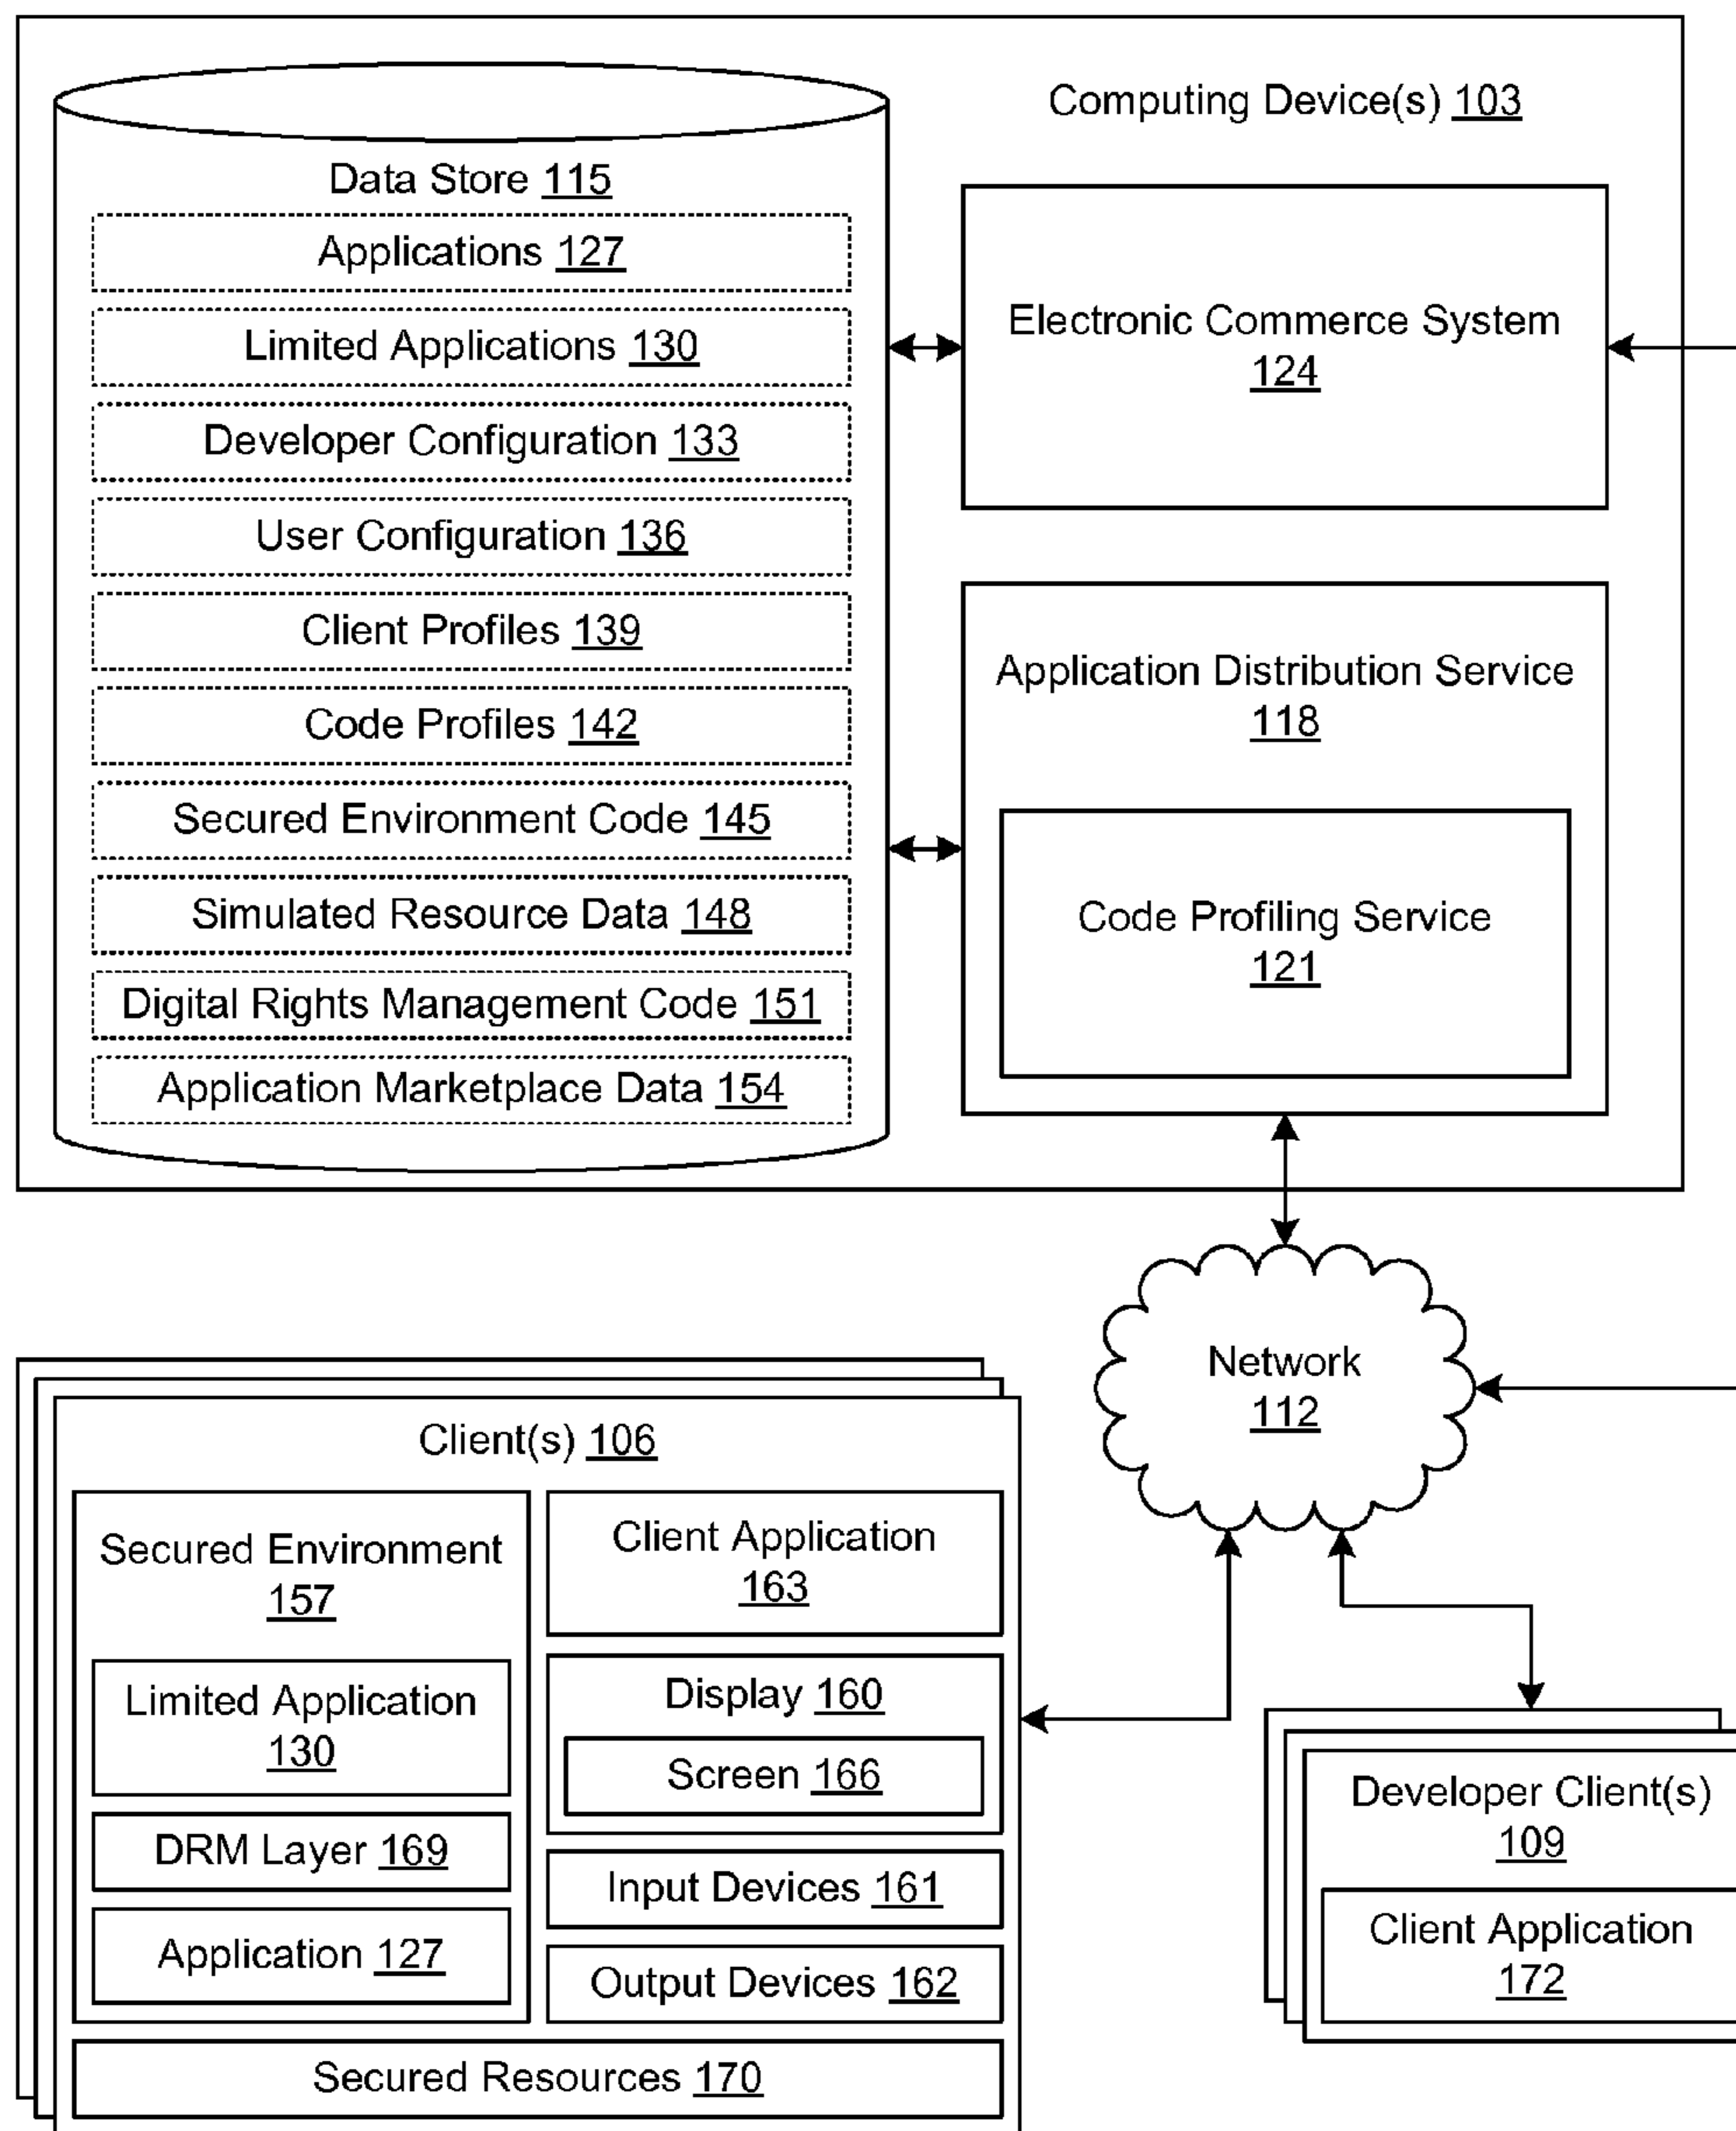 Computing Device(s) 103
Data Store 115
Applications 127
Limited Applications 130
Developer Configuration 133
User Configuration 136
Client Profiles 139
Code Profiles 142
Secured Environment Code 145
Simulated Resource Data 148
Digital Rights Management Code 151
Application Marketplace Data 154
Electronic Commerce System
124
Application Distribution Service
118
Code Profiling Service
121
Network
112
Client(s) 106
Secured Environment
157
Limited Application
130
DRM Layer 169
Application 127
Client Application
163
Display 160
Screen 166
Input Devices 161
Output Devices 162
Secured Resources 170
Developer Client(s)
109
Client Application
172